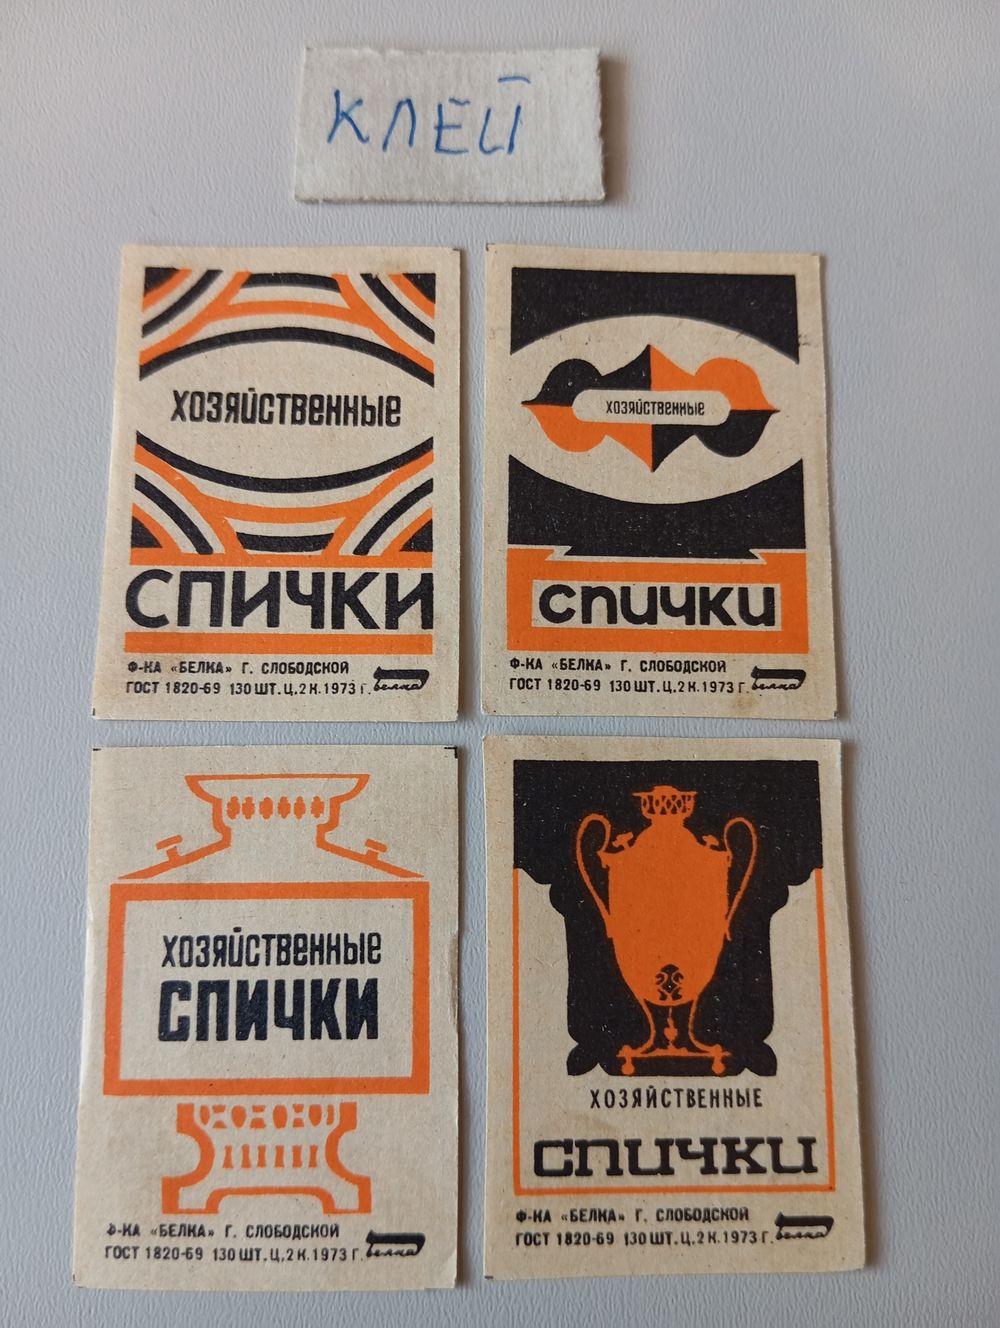 КЛЕЙ
ХОЗЯЙСТВЕННЫЕ
СПИЧКИ
Ф-КА «БЕЛКА» Г. СЛОБОДСКОЙ
ГОСТ 1820-69 130 ШТ. Ц. 2 К. 1973 Г. белка
ХОЗЯЙСТВЕННЫЕ
спички
Ф-КА «БЕЛКА» Г. СЛОБОДСКОЙ
ГОСТ 1820-69 130 ШТ. Ц. 2 К. 1973 Г. белка
ХОЗЯЙСТВЕННЫЕ
СПИЧКИ
Ф-КА «БЕЛКА» Г. СЛОБОДСКОЙ
ГОСТ 1820-69 130 ШТ. Ц. 2 К. 1973 Г. белка
ХОЗЯЙСТВЕННЫЕ
спички
Ф-КА «БЕЛКА» Г. СЛОБОДСКОЙ
ГОСТ 1820-69 130 ШТ. Ц. 2 К. 1973 Г. белка